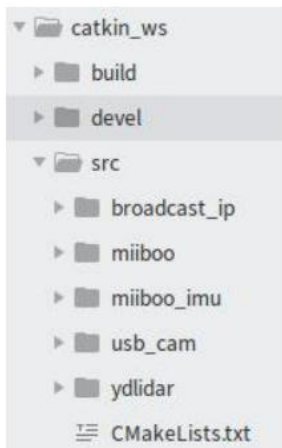 catkin_ws
build
devel
src
broadcast_ip
miiboo
miiboo_imu
usb_cam
ydlidar
CMakeLists.txt